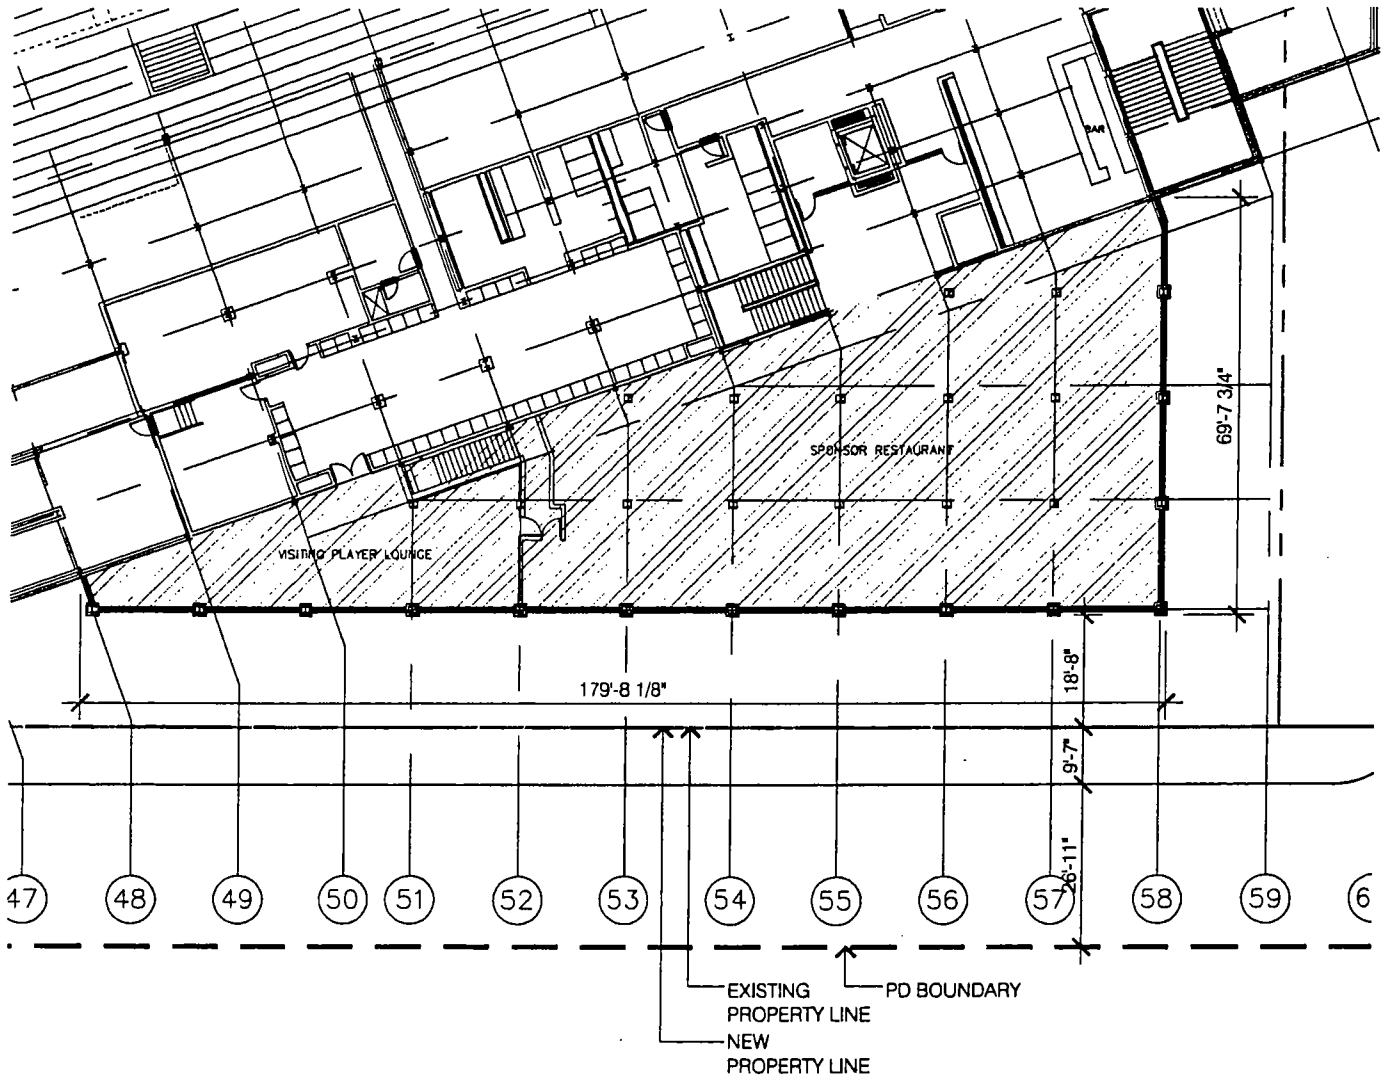 BAR
69'-7 3/4"
SPONSOR RESTAURANT
VISITING PLAYER LOUNGE
179'-8 1/8"
18'-8"
9'-7"
26'-11"
47 48 49 50 51 52 53 54 55 56 57 58 59 6
EXISTING
PROPERTY LINE
PD BOUNDARY
NEW
PROPERTY LINE